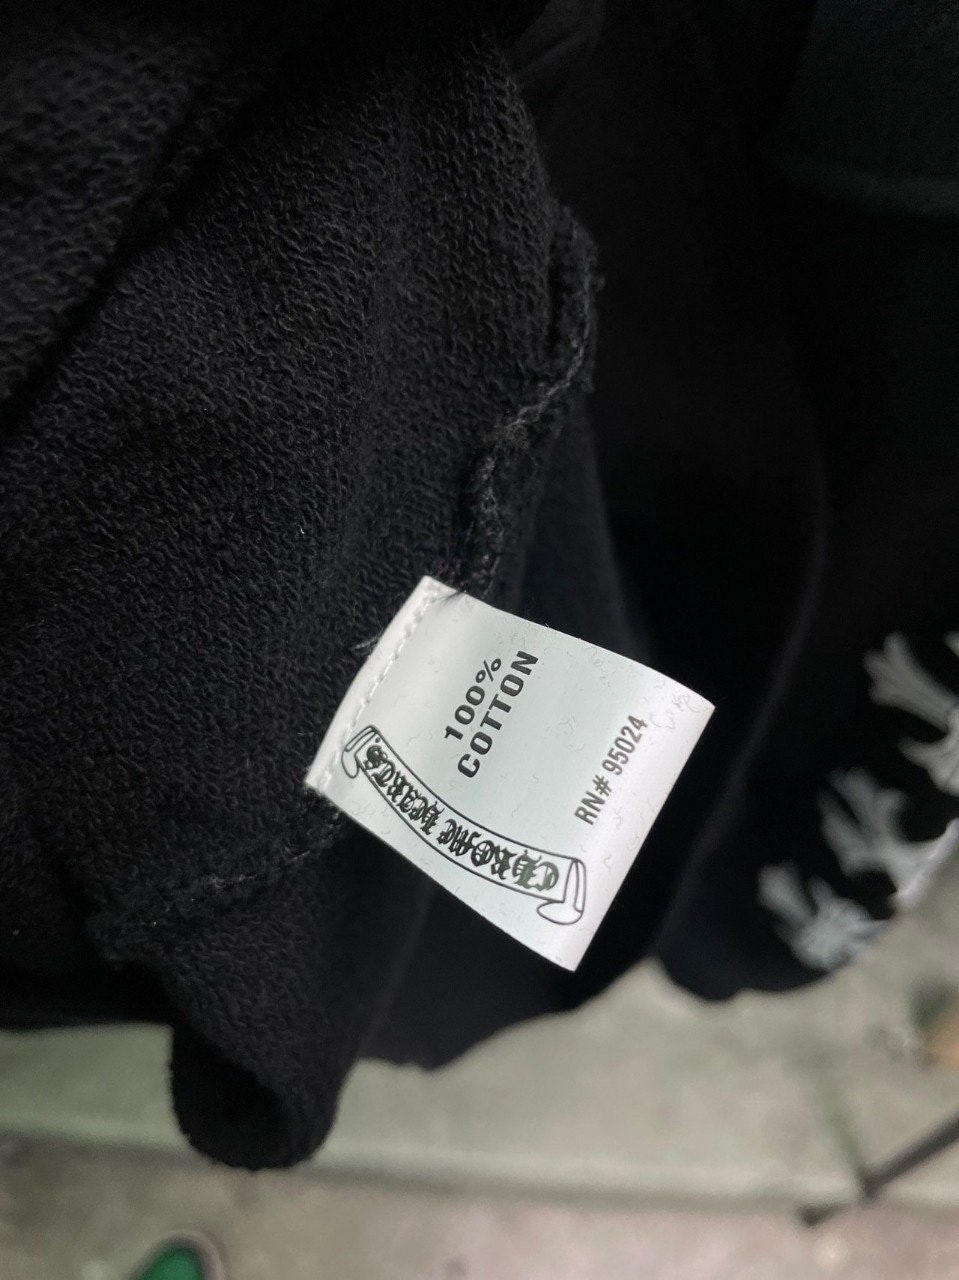 100%
COTTON
CHROME HEARTS.
RN# 95024